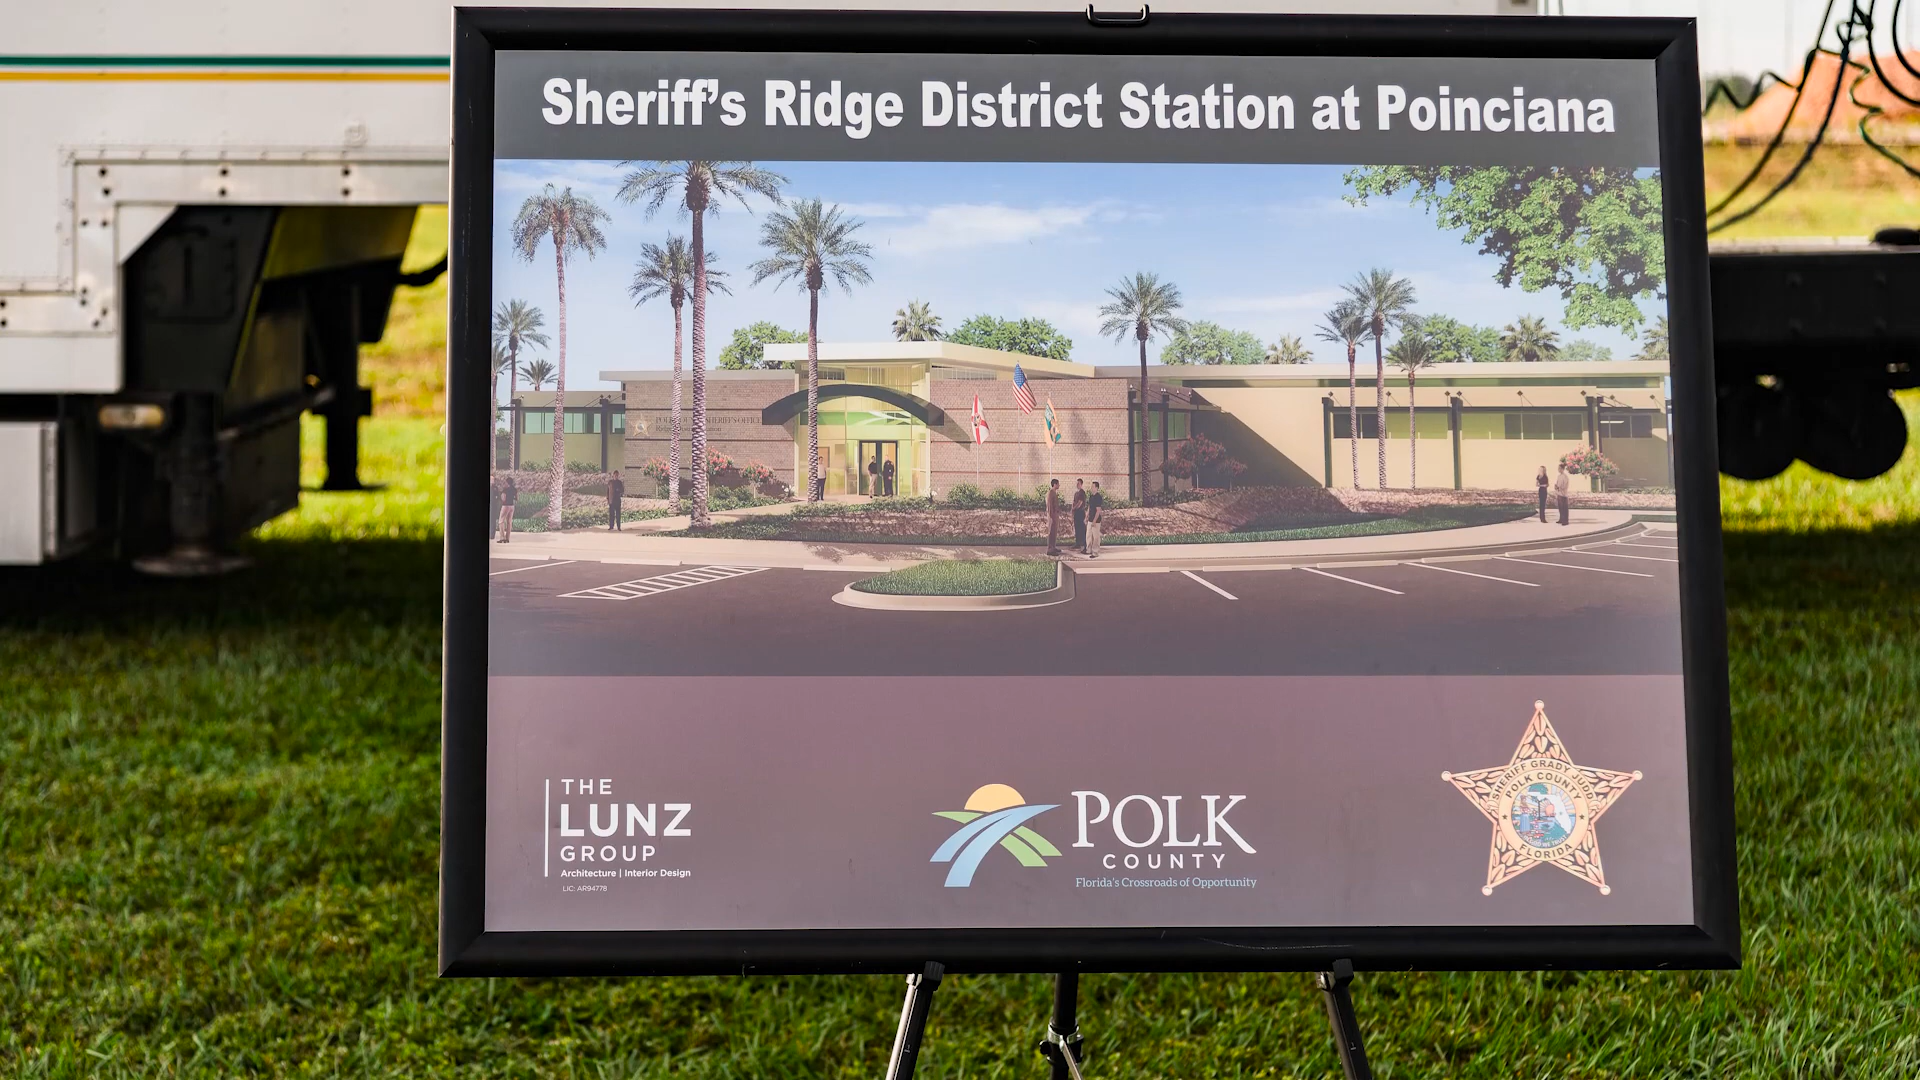 Sheriff's Ridge District Station at Poinciana
THE
LUNZ
GROUP
Architecture | Interior Design
LIC: AR94778
POLK
COUNTY
Florida's Crossroads of Opportunity
SHERIFF GRADY JUDD
POLK COUNTY
FLORIDA